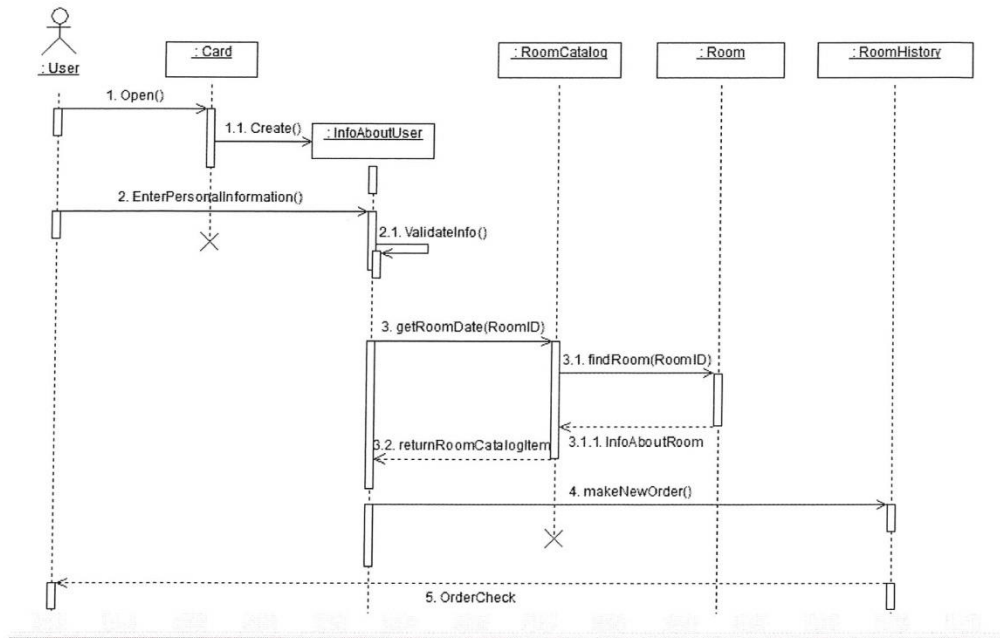 : User
: Card
: RoomCatalog
: Room
: RoomHistory
1. Open()
1.1. Create()
: InfoAboutUser
2. EnterPersonalInformation()
2.1. ValidateInfo()
3. getRoomDate(RoomID)
3.1. findRoom(RoomID)
3.1.1. InfoAboutRoom
3.2. returnRoomCatalogItem
4. makeNewOrder()
5. OrderCheck